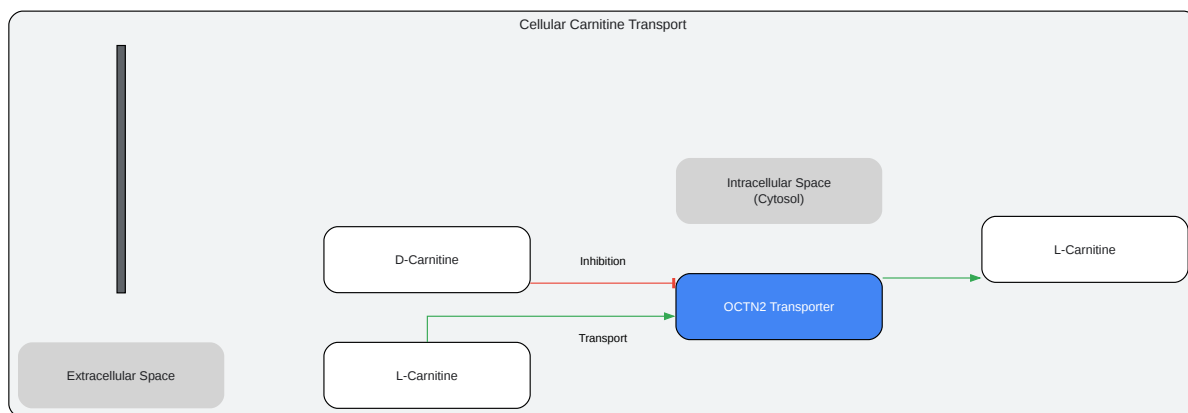 Cellular Carnitine Transport
Intracellular Space
(Cytosol)
L-Carnitine
D-Carnitine
Inhibition
OCTN2 Transporter
Transport
Extracellular Space
L-Carnitine